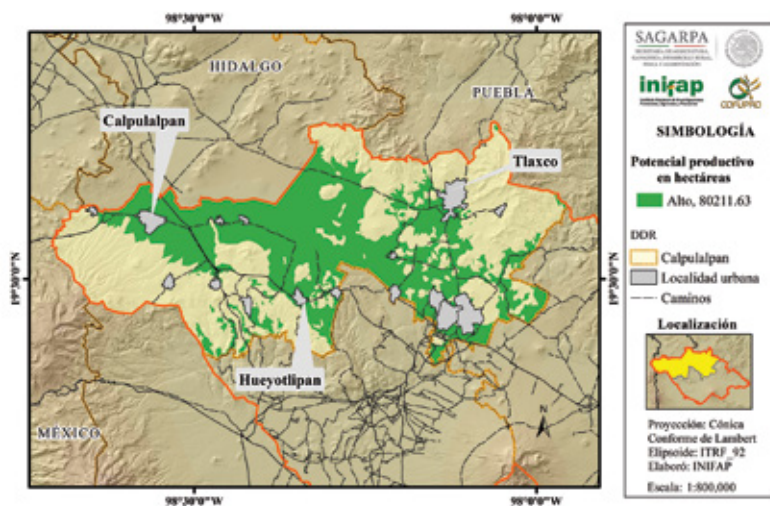 98°30'0"W
98°0'0"W
HIDALGO
PUEBLA
Calpulalpan
Tlaxco
19°30'0"N
19°30'0"N
Hueyotlipan
MÉXICO
N
98°30'0"W
98°0'0"W
SAGARPA
inifap
COFUPRO
SIMBOLOGÍA
Potencial productivo
en hectáreas
Alto, 80211.63
DDR
Calpulalpan
Localidad urbana
Caminos
Localización
Proyección: Cónica
Conforme de Lambert
Elipsoide: ITRF_92
Elaboró: INIFAP
Escala: 1:800,000